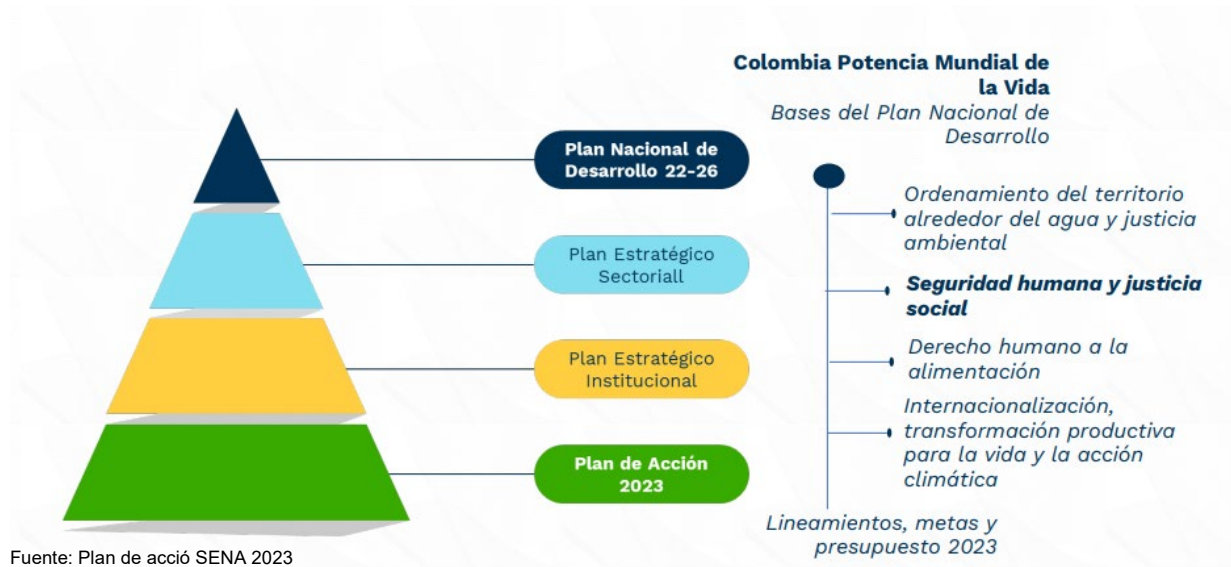 Plan Nacional de
Desarrollo 22-26
Plan Estratégico
Sectoriall
Plan Estratégico
Institucional
Plan de Acción
2023
Colombia Potencia Mundial de
la Vida
Bases del Plan Nacional de
Desarrollo
Ordenamiento del territorio
alrededor del agua y justicia
ambiental
Seguridad humana y justicia
social
Derecho humano a la
alimentación
Internacionalización,
transformación productiva
para la vida y la acción
climática
Lineamientos, metas y
presupuesto 2023
Fuente: Plan de acció SENA 2023